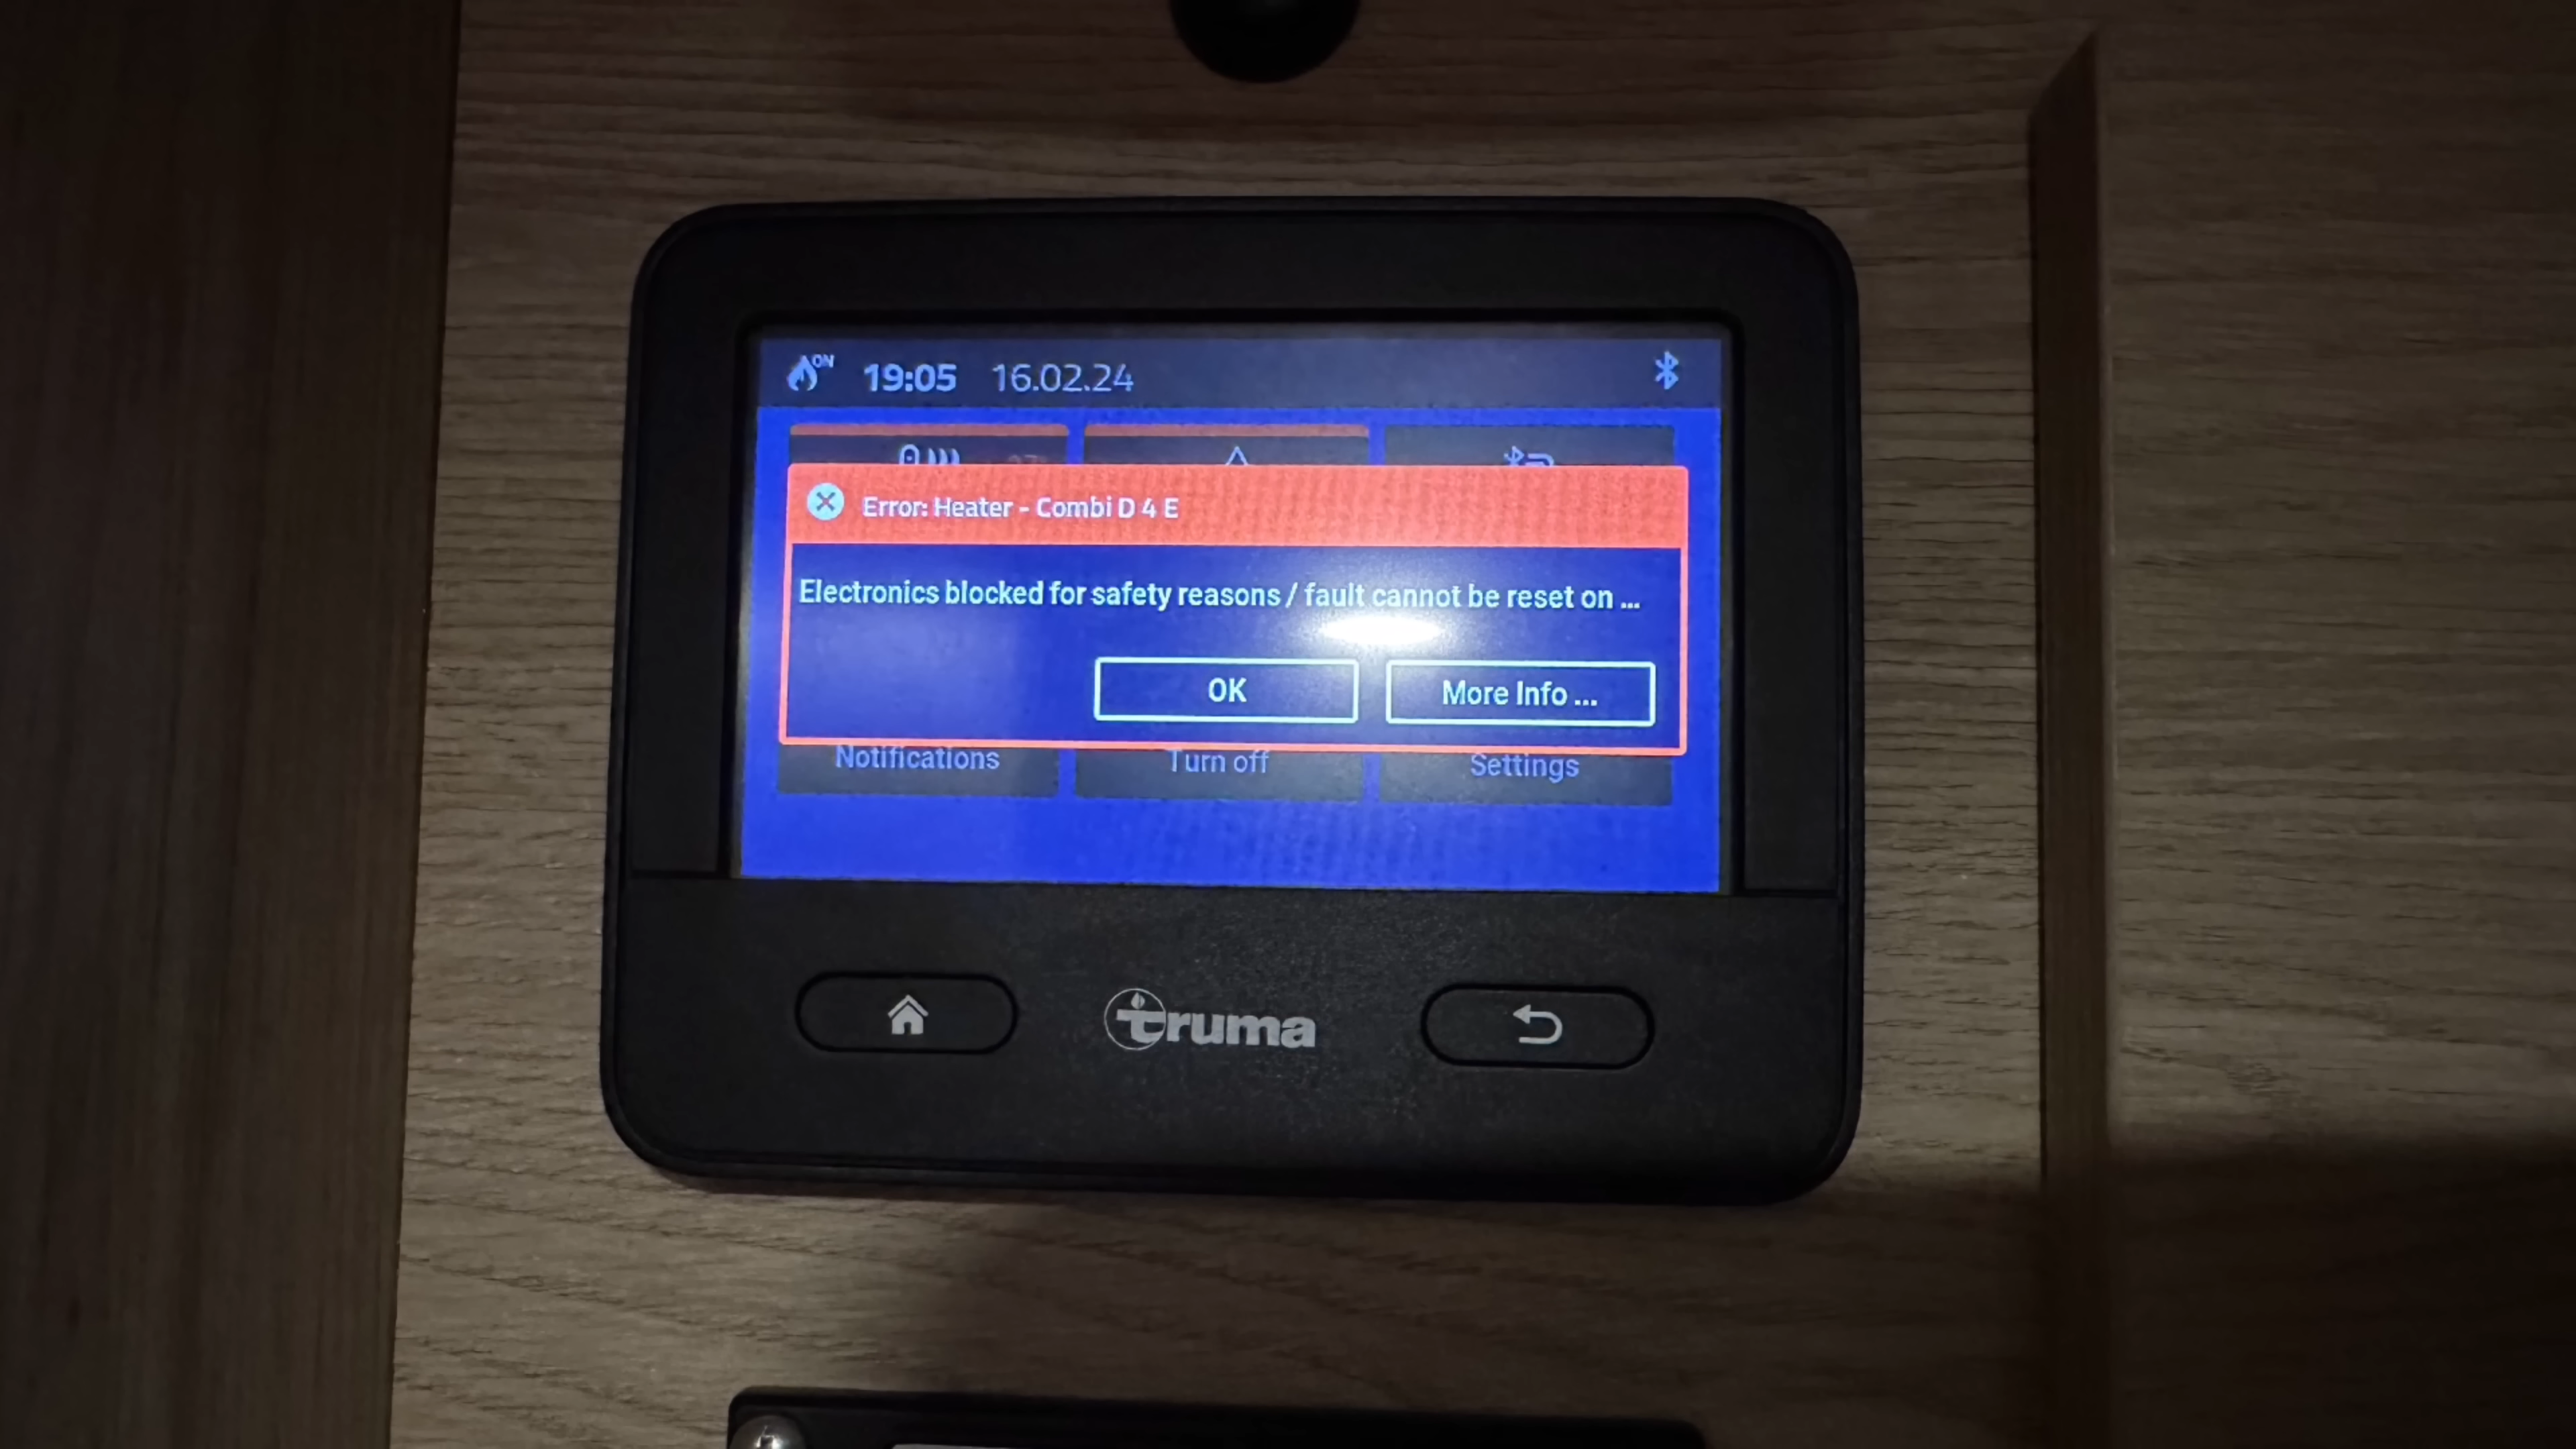 ON 19:05 16.02.24
Error: Heater - Combi D 4 E
Electronics blocked for safety reasons / fault cannot be reset on ...
OK More Info ...
Notifications Turn off Settings
truma